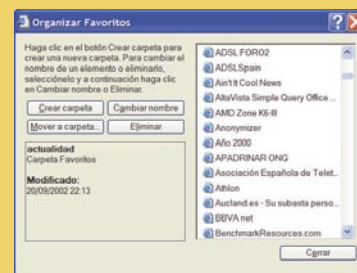 Organizar Favoritos
Haga clic en el botón Crear carpeta para
crear una nueva carpeta. Para cambiar el
nombre de un elemento o eliminarlo,
selecciónelo y a continuación haga clic
en Cambiar nombre o Eliminar.
Crear carpeta
Cambiar nombre
Mover a carpeta...
Eliminar
actualidad
Carpeta Favoritos
Modificado:
20/09/2002 22:13
ADSL FORO2
ADSLSpain
Ain't It Cool News
AltaVista Simple Query Office ...
AMD Zone K6-III
Anonymizer
Año 2000
APADRINAR ONG
Asociación Española de Telet...
Athlon
Aucland.es - Su subasta perso...
BBVA net
BenchmarkResources.com
Cerrar